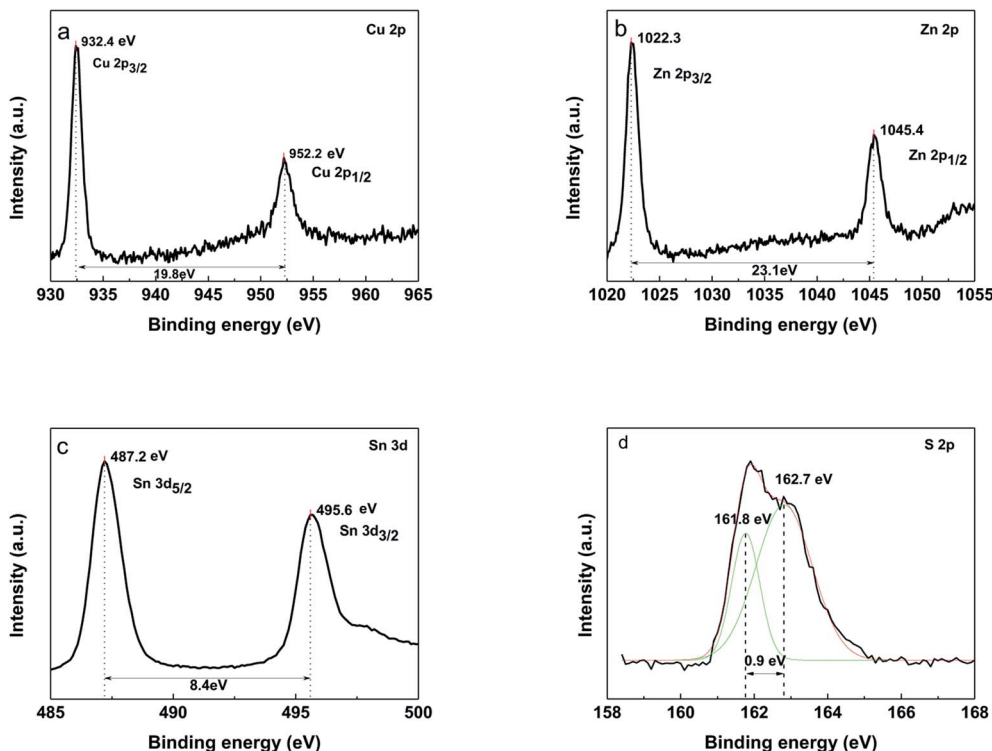 a
Cu 2p
932.4 eV
Cu 2p3/2
952.2 eV
Cu 2p1/2
19.8eV
Intensity (a.u.)
930 935 940 945 950 955 960 965
Binding energy (eV)
b
Zn 2p
1022.3
Zn 2p3/2
1045.4
Zn 2p1/2
23.1eV
Intensity (a.u.)
1020 1025 1030 1035 1040 1045 1050 1055
Binding energy (eV)
c
Sn 3d
487.2 eV
Sn 3d5/2
495.6 eV
Sn 3d3/2
8.4eV
Intensity (a.u.)
485 490 495 500
Binding energy (eV)
d
S 2p
162.7 eV
161.8 eV
0.9 eV
Intensity (a.u.)
158 160 162 164 166 168
Binding energy (eV)